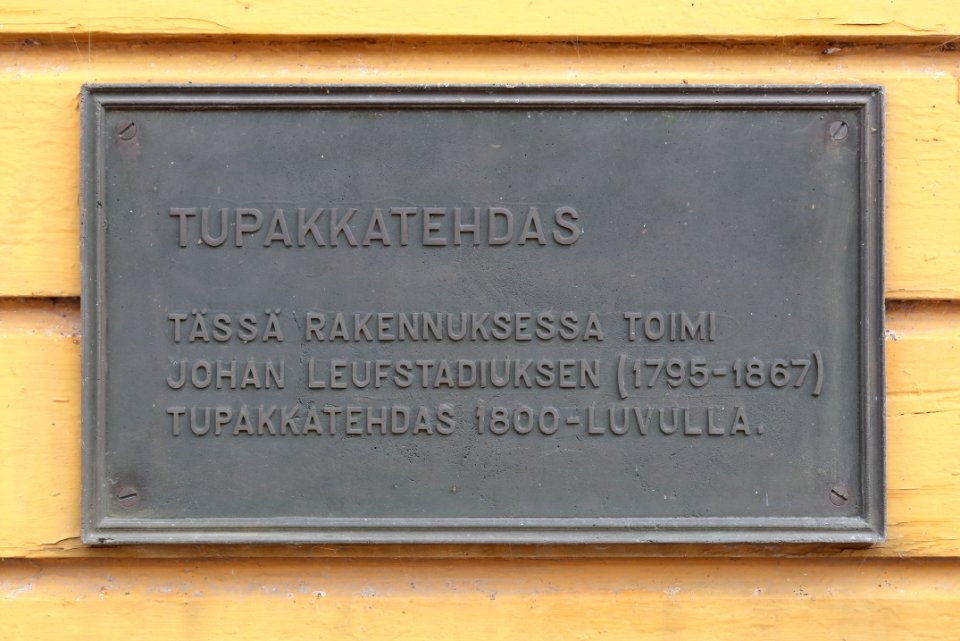 TUPAKKATEHDAS
TÄSSÄ RAKENNUKSESSA TOIMI
JOHAN LEUFSTADIUKSEN (1795-1867)
TUPAKKATEHDAS 1800-LUVULLA.